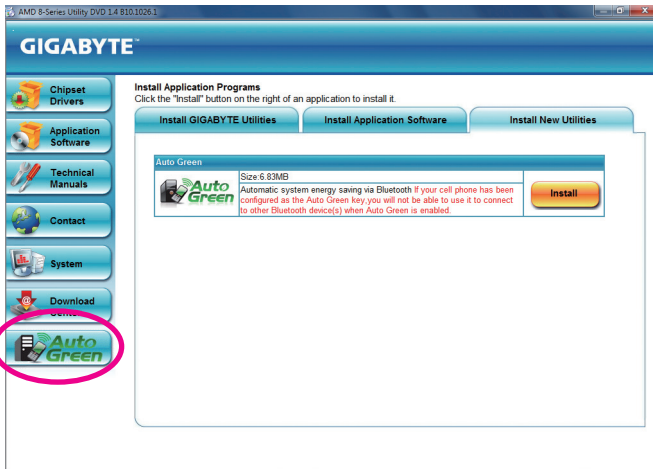 AMD 8-Series Utility DVD 1.4 B10.1026.1
GIGABYTE™
Chipset
Drivers
Application
Software
Technical
Manuals
Contact
System
Download
Auto
Green
Install Application Programs
Click the "Install" button on the right of an application to install it.
Install GIGABYTE Utilities
Install Application Software
Install New Utilities
Auto Green
Auto
Green
Size:6.83MB
Automatic system energy saving via Bluetooth If your cell phone has been
configured as the Auto Green key,you will not be able to use it to connect
to other Bluetooth device(s) when Auto Green is enabled.
Install